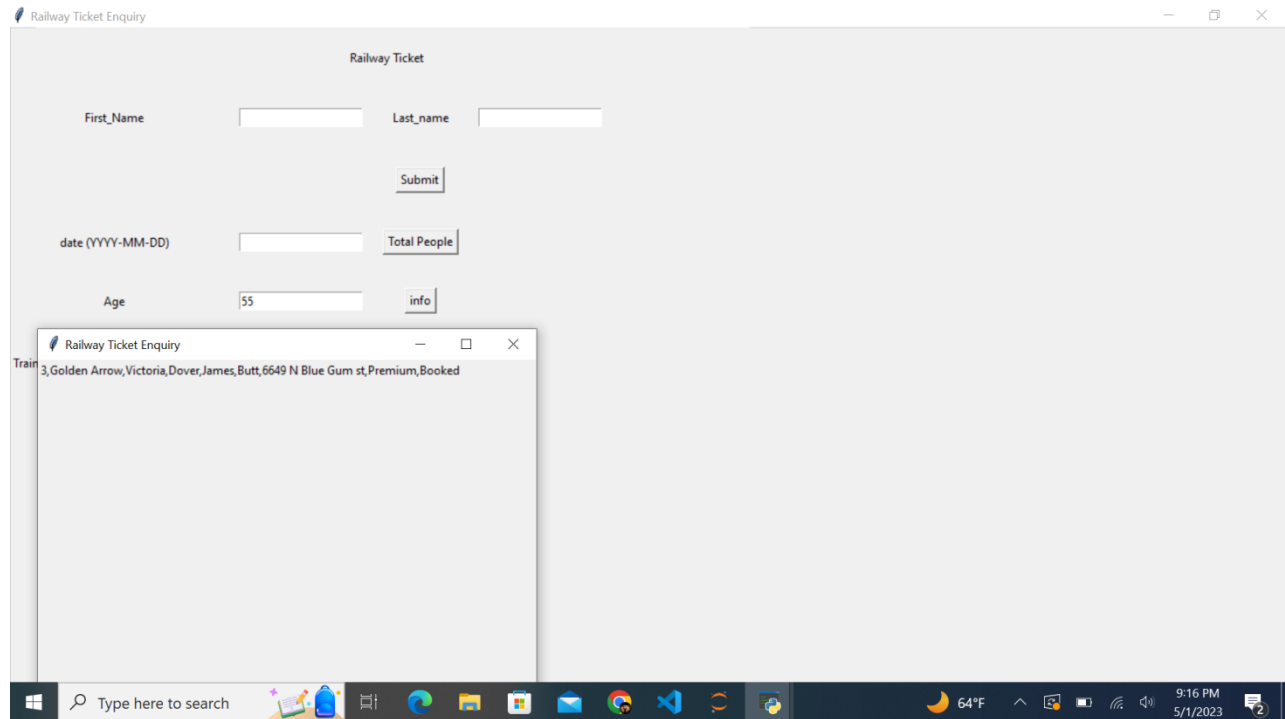 Railway Ticket Enquiry
Railway Ticket
First_Name Last_name
Submit
date (YYYY-MM-DD) Total People
Age 55 info
Train
Railway Ticket Enquiry
3,Golden Arrow,Victoria,Dover,James,Butt,6649 N Blue Gum st,Premium,Booked
Type here to search 64°F 9:16 PM
5/1/2023
2